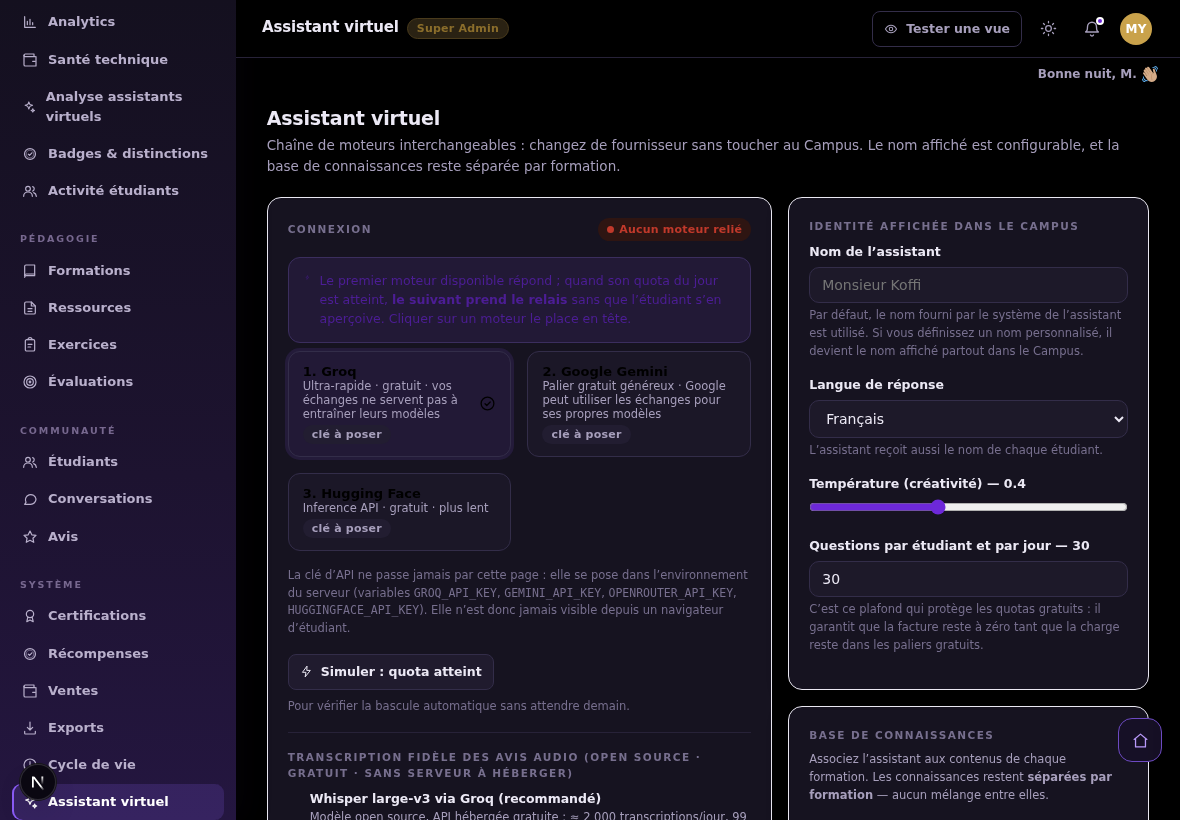 Analytics
Santé technique
Analyse assistants
virtuels
Badges & distinctions
Activité étudiants
PÉDAGOGIE
Formations
Ressources
Exercices
Évaluations
COMMUNAUTÉ
Étudiants
Conversations
Avis
SYSTÈME
Certifications
Récompenses
Ventes
Exports
Cycle de vie
N
Assistant virtuel
Assistant virtuel Super Admin
Tester une vue
MY
Bonne nuit, M. 👋🏼
Assistant virtuel
Chaîne de moteurs interchangeables : changez de fournisseur sans toucher au Campus. Le nom affiché est configurable, et la
base de connaissances reste séparée par formation.
CONNEXION
Aucun moteur relié
Le premier moteur disponible répond ; quand son quota du jour
est atteint, le suivant prend le relais sans que l’étudiant s’en
aperçoive. Cliquer sur un moteur le place en tête.
1. Groq
Ultra-rapide · gratuit · vos
échanges ne servent pas à
entraîner leurs modèles
clé à poser
2. Google Gemini
Palier gratuit généreux · Google
peut utiliser les échanges pour
ses propres modèles
clé à poser
3. Hugging Face
Inference API · gratuit · plus lent
clé à poser
La clé d’API ne passe jamais par cette page : elle se pose dans l’environnement
du serveur (variables GROQ_API_KEY, GEMINI_API_KEY, OPENROUTER_API_KEY,
HUGGINGFACE_API_KEY). Elle n’est donc jamais visible depuis un navigateur
d’étudiant.
Simuler : quota atteint
Pour vérifier la bascule automatique sans attendre demain.
TRANSCRIPTION FIDÈLE DES AVIS AUDIO (OPEN SOURCE ·
GRATUIT · SANS SERVEUR À HÉBERGER)
Whisper large-v3 via Groq (recommandé)
Modèle open source, API hébergée gratuite : ≈ 2 000 transcriptions/jour, 99
IDENTITÉ AFFICHÉE DANS LE CAMPUS
Nom de l’assistant
Monsieur Koffi
Par défaut, le nom fourni par le système de l’assistant
est utilisé. Si vous définissez un nom personnalisé, il
devient le nom affiché partout dans le Campus.
Langue de réponse
Français
L’assistant reçoit aussi le nom de chaque étudiant.
Température (créativité) — 0.4
Questions par étudiant et par jour — 30
30
C’est ce plafond qui protège les quotas gratuits : il
garantit que la facture reste à zéro tant que la charge
reste dans les paliers gratuits.
BASE DE CONNAISSANCES
Associez l’assistant aux contenus de chaque
formation. Les connaissances restent séparées par
formation — aucun mélange entre elles.